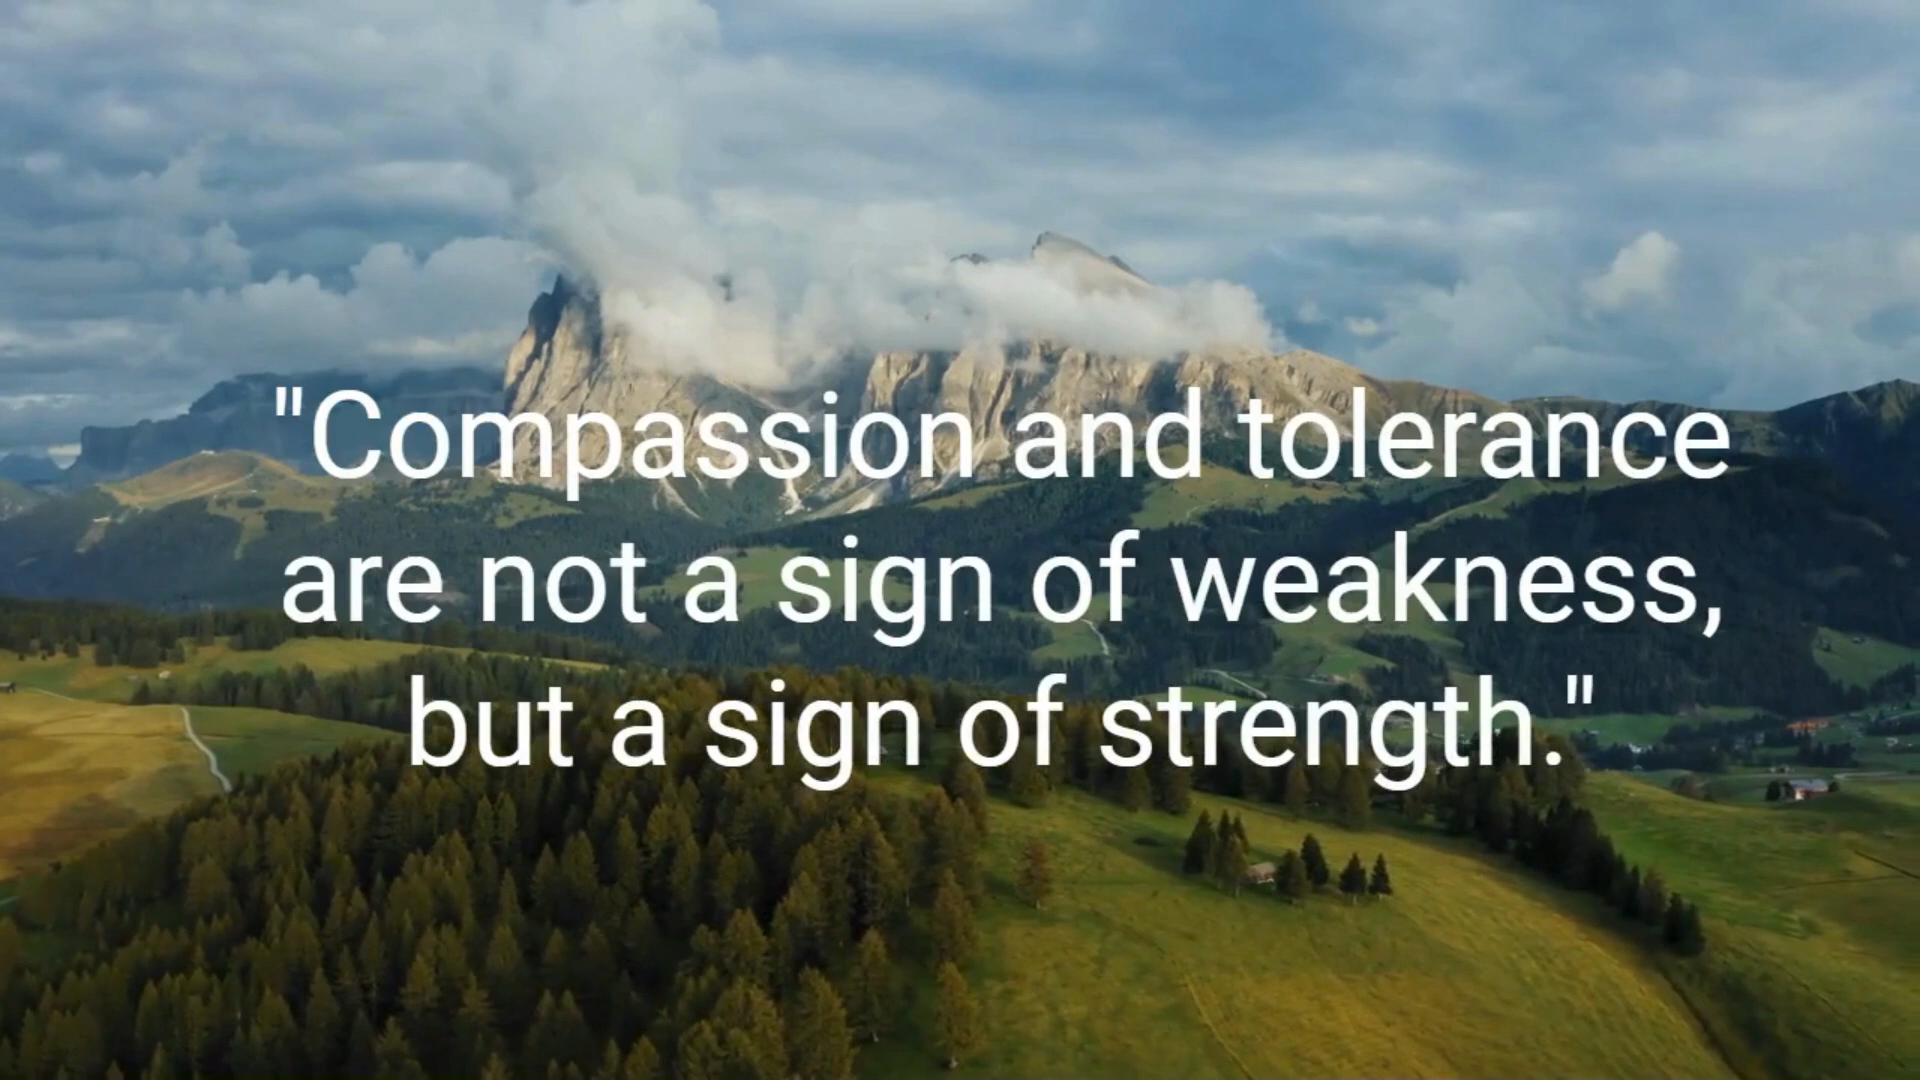 "Compassion and tolerance
are not a sign of weakness,
but a sign of strength."